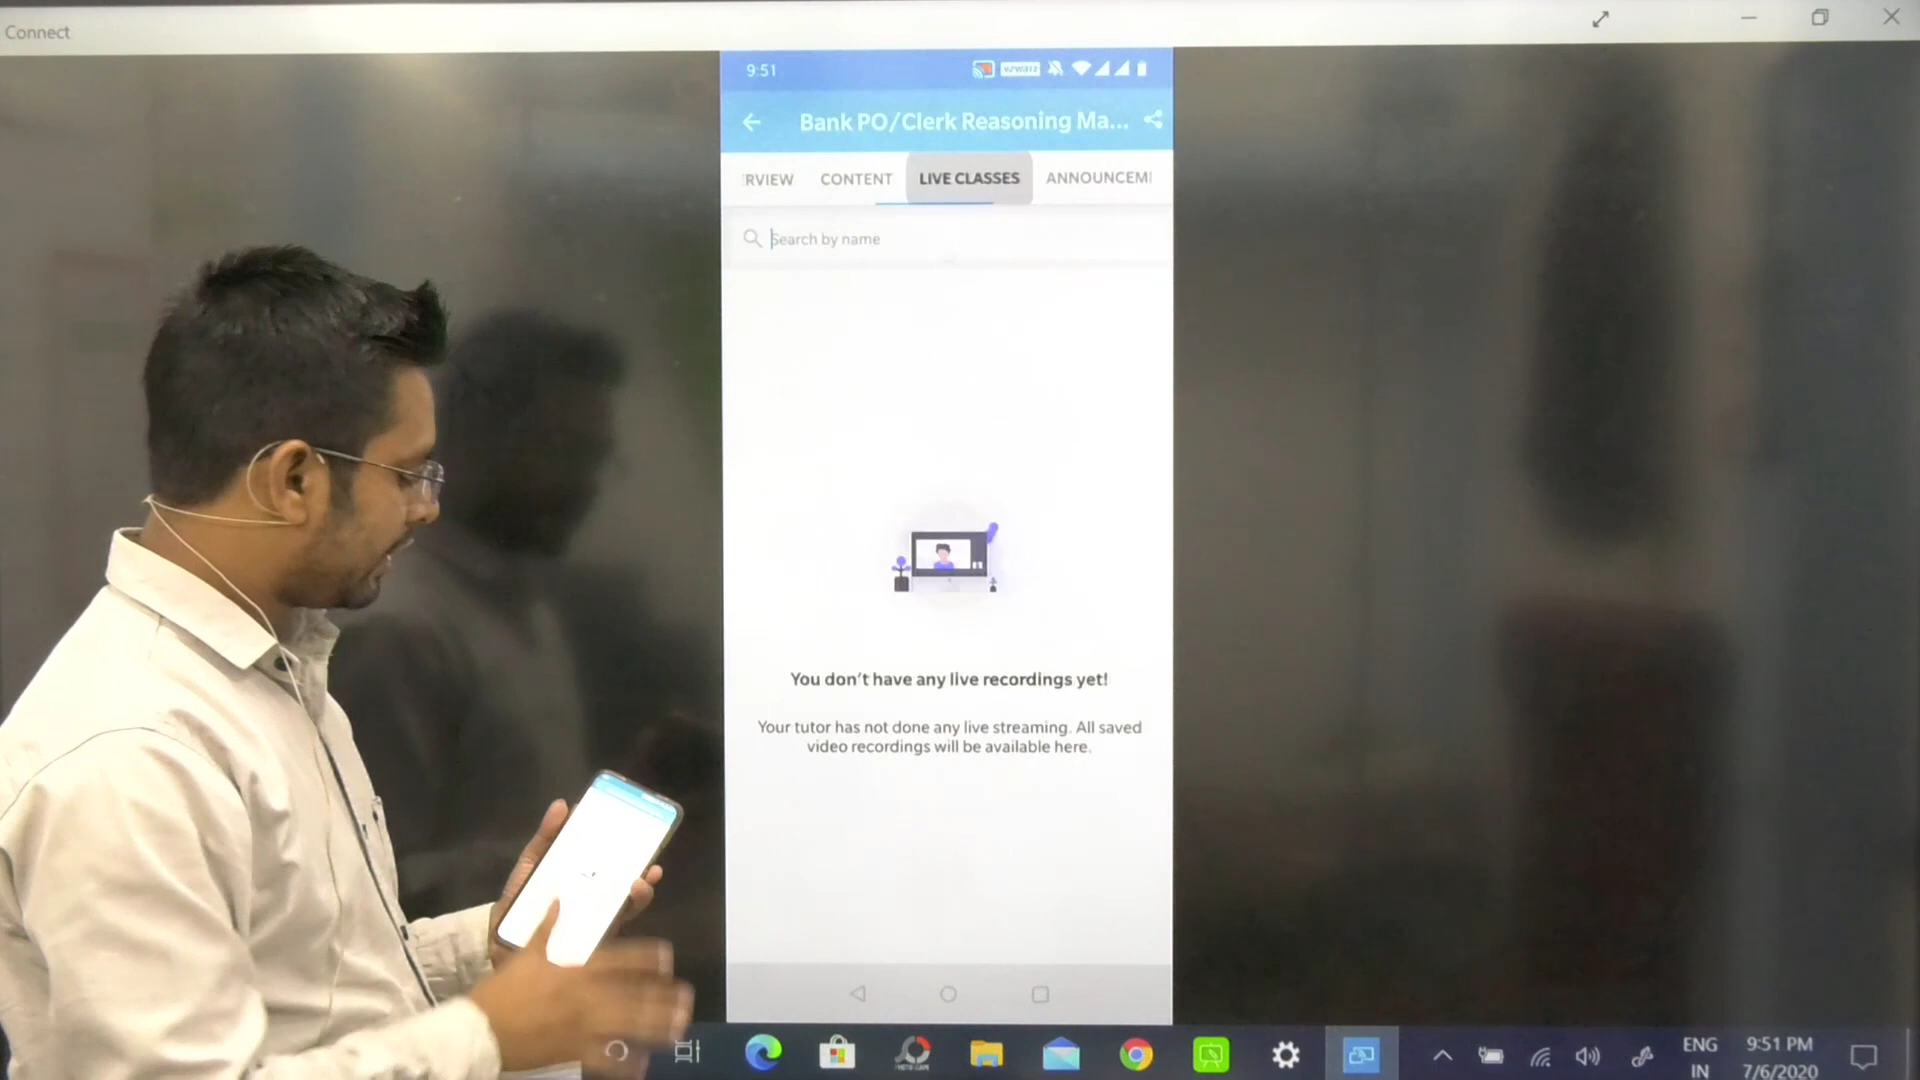 Connect
9:51
Bank PO/Clerk Reasoning Ma...
RVIEW CONTENT LIVE CLASSES ANNOUNCEM
Search by name
You don't have any live recordings yet!
Your tutor has not done any live streaming. All saved
video recordings will be available here.
ENG
IN
9:51 PM
7/6/2020